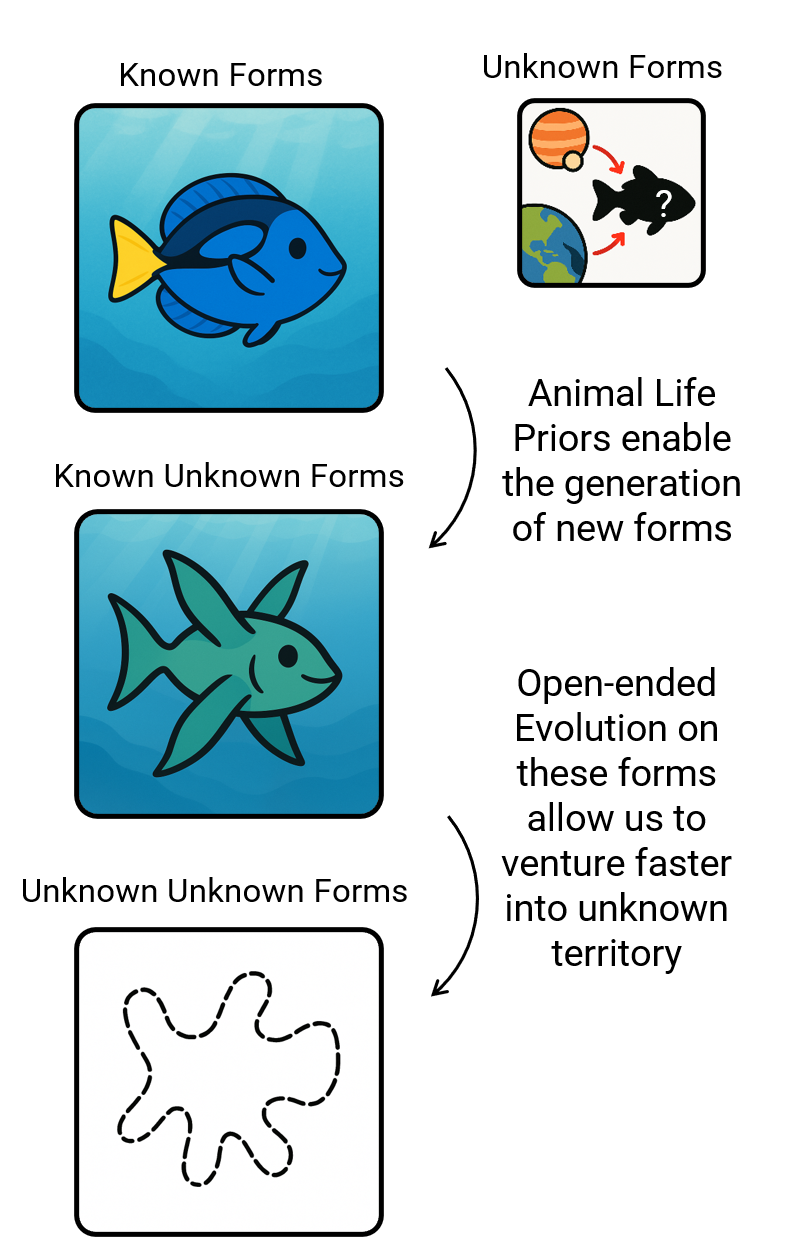 Known Forms
Unknown Forms
?
Animal Life
Priors enable
the generation
of new forms
Known Unknown Forms
Open-ended
Evolution on
these forms
allow us to
venture faster
into unknown
territory
Unknown Unknown Forms